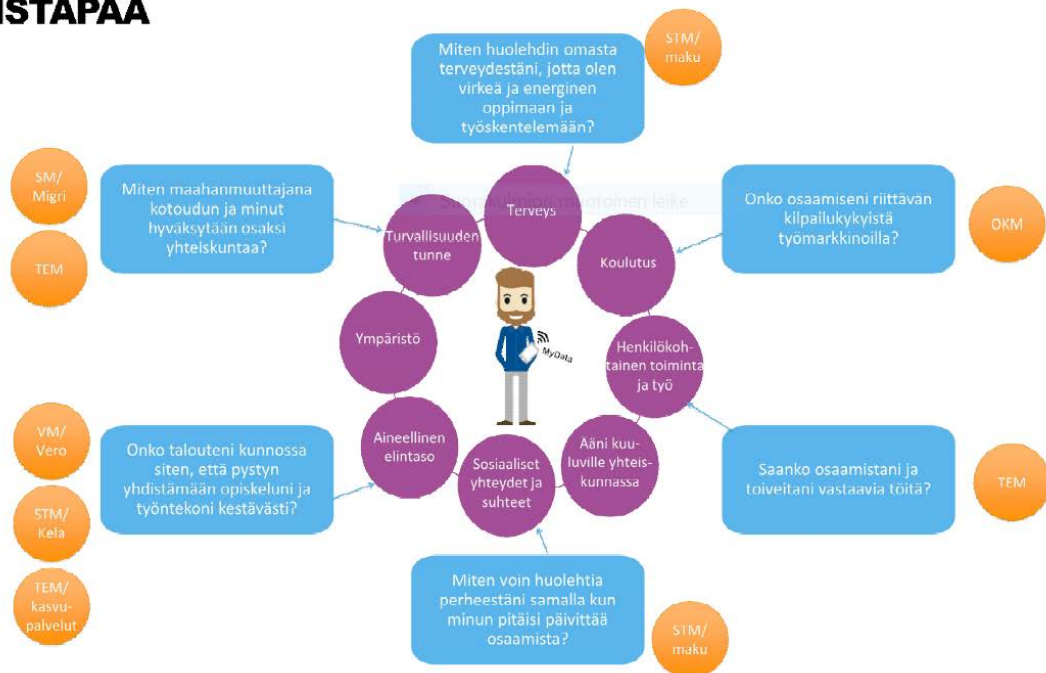 ISTAPAA
Miten huolehdin omasta
terveydestäni, jotta olen
virkeä ja energinen
oppimaan ja
työskentelemään?
STM/
maku
SM/
Migri
TEM
Miten maahanmuuttajana
kotoudun ja minut
hyväksytään osaksi
yhteiskuntaa?
Suorakulmion muotoinen leike
Terveys
Turvallisuuden
tunne
Koulutus
Onko osaamiseni riittävän
kilpailukykyistä
työmarkkinoilla?
OKM
Ympäristö
MyData
Henkilökoh-
tainen toiminta
ja työ
VM/
Vero
STM/
Kela
TEM/
kasvu-
palvelut
Onko talouteni kunnossa
siten, että pystyn
yhdistämään opiskeluni ja
työntekoni kestävästi?
Aineellinen
elintaso
Sosiaaliset
yhteydet ja
suhteet
Ääni kuu-
luville yhteis-
kunnassa
Saanko osaamistani ja
toiveitani vastaavia töitä?
TEM
Miten voin huolehtia
perheestäni samalla kun
minun pitäisi päivittää
osaamista?
STM/
maku